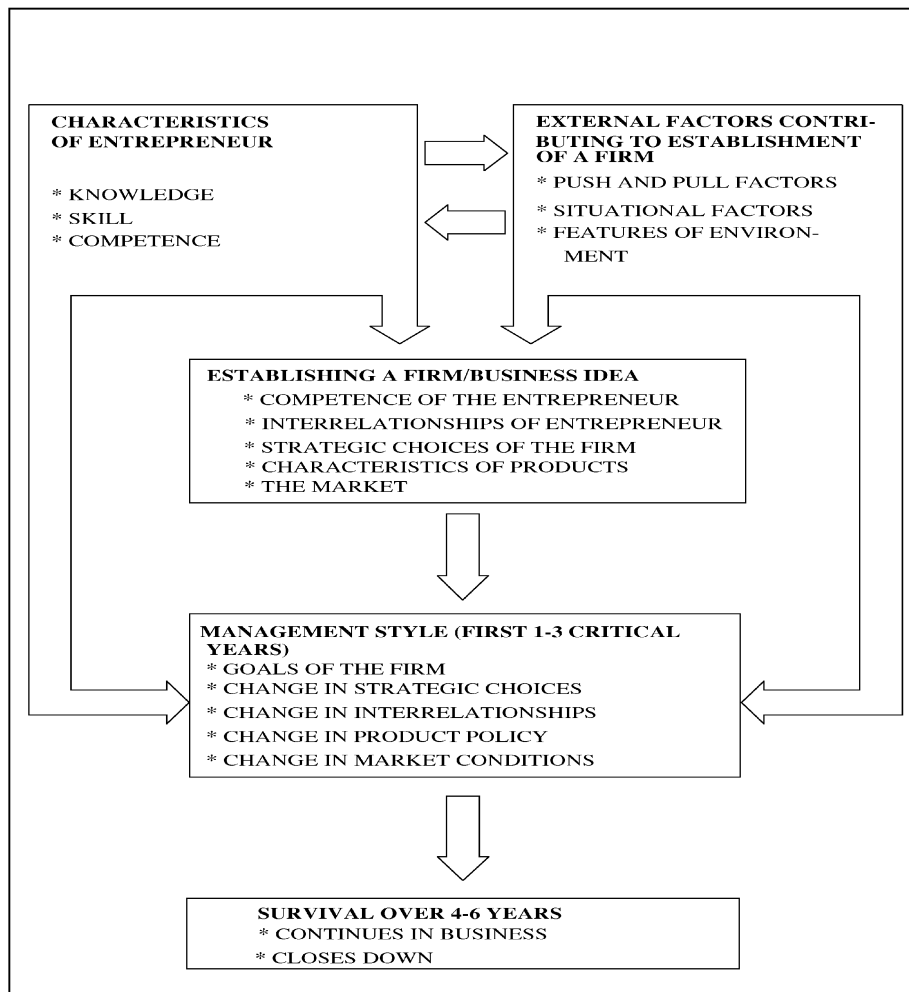 CHARACTERISTICS
OF ENTREPRENEUR
* KNOWLEDGE
* SKILL
* COMPETENCE
EXTERNAL FACTORS CONTRI-
BUTING TO ESTABLISHMENT
OF A FIRM
* PUSH AND PULL FACTORS
* SITUATIONAL FACTORS
* FEATURES OF ENVIRON-
MENT
ESTABLISHING A FIRM/BUSINESS IDEA
* COMPETENCE OF THE ENTREPRENEUR
* INTERRELATIONSHIPS OF ENTREPRENEUR
* STRATEGIC CHOICES OF THE FIRM
* CHARACTERISTICS OF PRODUCTS
* THE MARKET
MANAGEMENT STYLE (FIRST 1-3 CRITICAL
YEARS)
* GOALS OF THE FIRM
* CHANGE IN STRATEGIC CHOICES
* CHANGE IN INTERRELATIONSHIPS
* CHANGE IN PRODUCT POLICY
* CHANGE IN MARKET CONDITIONS
SURVIVAL OVER 4-6 YEARS
* CONTINUES IN BUSINESS
* CLOSES DOWN